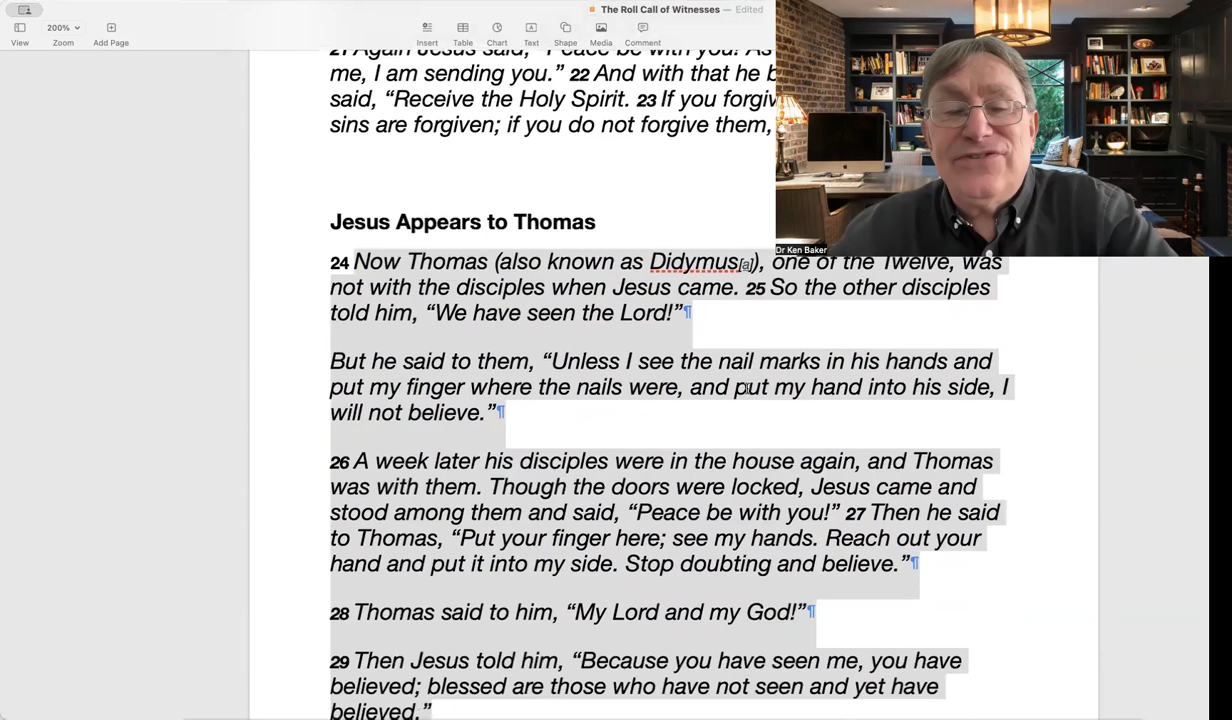 The Roll Call of Witnesses — Edited
200%
View Zoom Add Page Insert Table Chart Text Shape Media Comment
21 Again Jesus said, “Peace be with you! As
me, I am sending you.” 22 And with that he b
said, “Receive the Holy Spirit. 23 If you forgiv
sins are forgiven; if you do not forgive them,
Dr Ken Baker
Jesus Appears to Thomas
24 Now Thomas (also known as Didymus[a]), one of the Twelve, was
not with the disciples when Jesus came. 25 So the other disciples
told him, “We have seen the Lord!”¶
But he said to them, “Unless I see the nail marks in his hands and
put my finger where the nails were, and put my hand into his side, I
will not believe.”¶
26 A week later his disciples were in the house again, and Thomas
was with them. Though the doors were locked, Jesus came and
stood among them and said, “Peace be with you!” 27 Then he said
to Thomas, “Put your finger here; see my hands. Reach out your
hand and put it into my side. Stop doubting and believe.”¶
28 Thomas said to him, “My Lord and my God!”¶
29 Then Jesus told him, “Because you have seen me, you have
believed; blessed are those who have not seen and yet have
believed.”